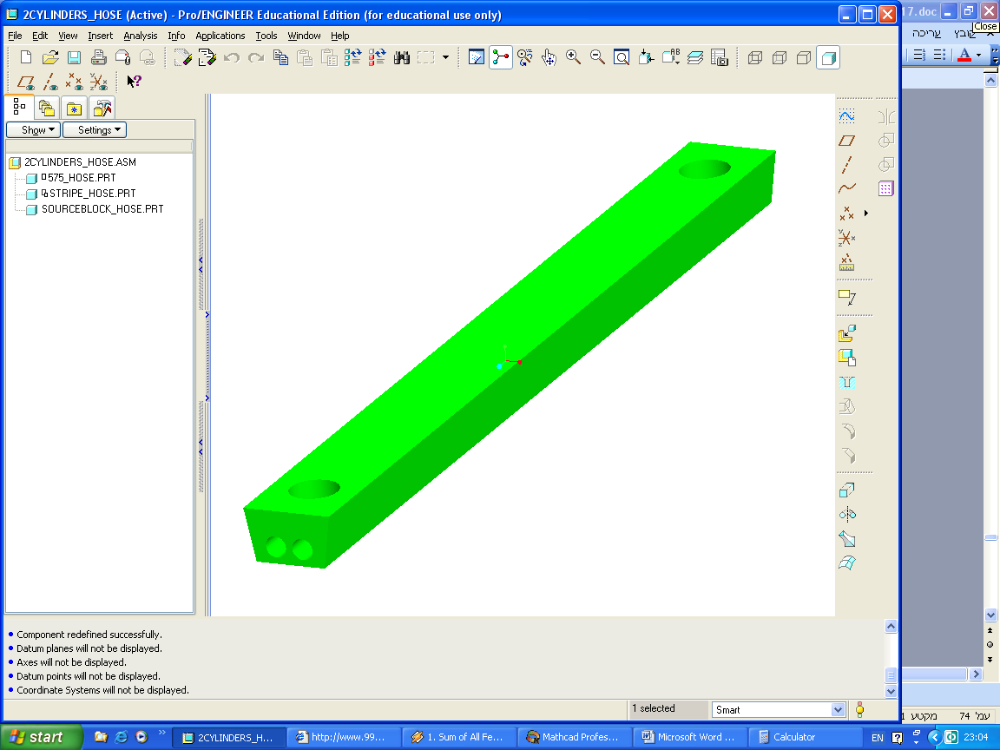 2CYLINDERS_HOSE (Active) - Pro/ENGINEER Educational Edition (for educational use only)
17.doc
Close
File Edit View Insert Analysis Info Applications Tools Window Help
קובץ עריכה
Show Settings
2CYLINDERS_HOSE.ASM
575_HOSE.PRT
STRIPE_HOSE.PRT
SOURCEBLOCK_HOSE.PRT
Component redefined successfully.
Datum planes will not be displayed.
Axes will not be displayed.
Datum points will not be displayed.
Coordinate Systems will not be displayed.
1 selected Smart
עמ' 74 מקטע 1
start 2CYLINDERS_H... http://www.99... 1. Sum of All Fe... Mathcad Profes... Microsoft Word ... Calculator EN 23:04